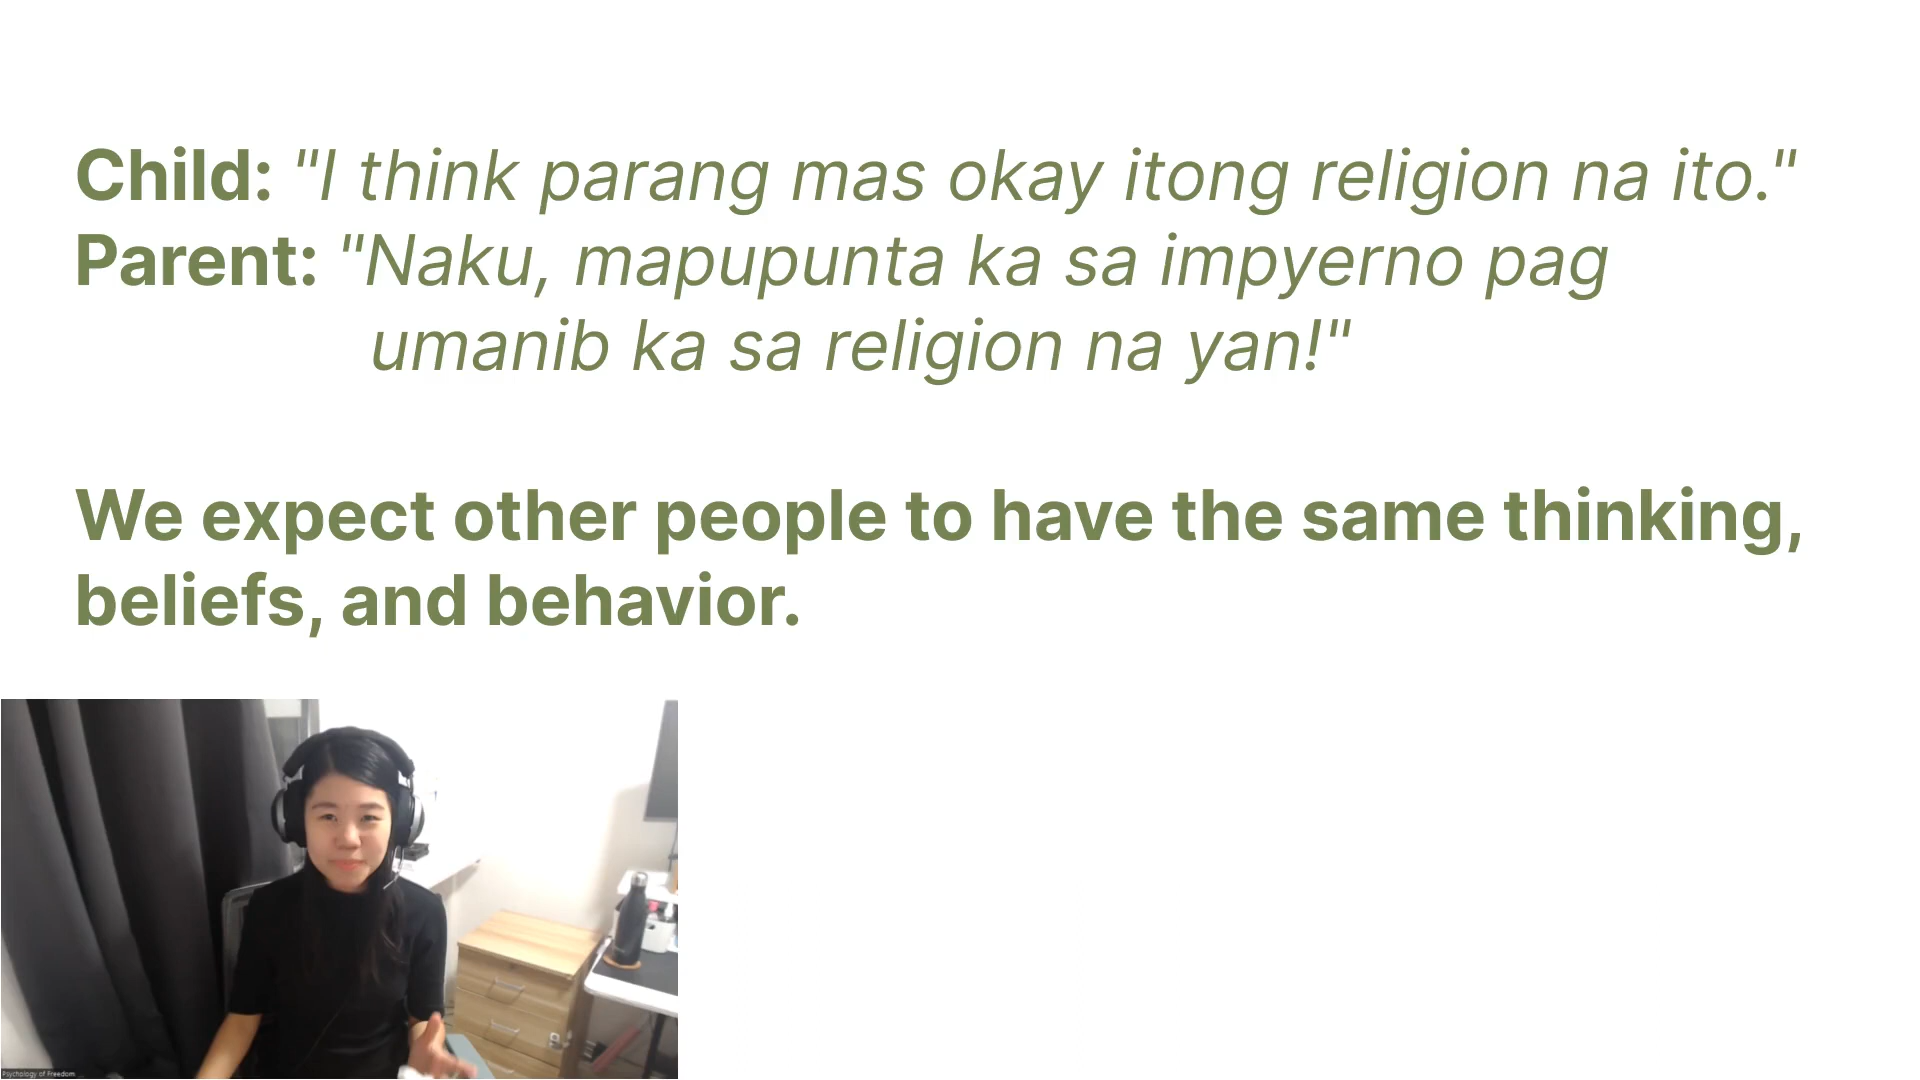 Child: "I think parang mas okay itong religion na ito."
Parent: "Naku, mapupunta ka sa impyerno pag
umanib ka sa religion na yan!"
We expect other people to have the same thinking,
beliefs, and behavior.
Psychology of Freedom